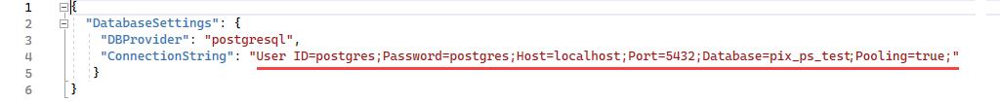 1 {
2 "DatabaseSettings": {
3 "DBProvider": "postgresql",
4 "ConnectionString": "User ID=postgres;Password=postgres;Host=localhost;Port=5432;Database=pix_ps_test;Pooling=true;"
5 }
6 }